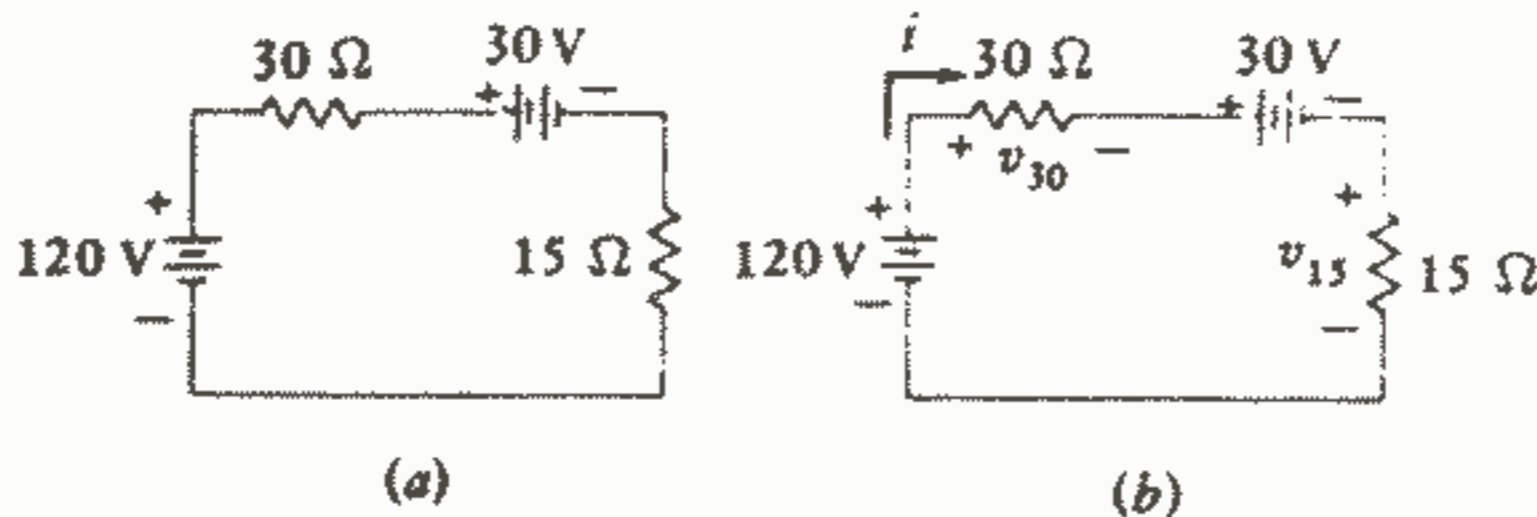 30 Ω 30 V
+ −
+
120 V 15 Ω
−
(a)
i
30 Ω 30 V
+ −
+ v₃₀ −
+ +
120 V v₁₅ 15 Ω
− −
(b)